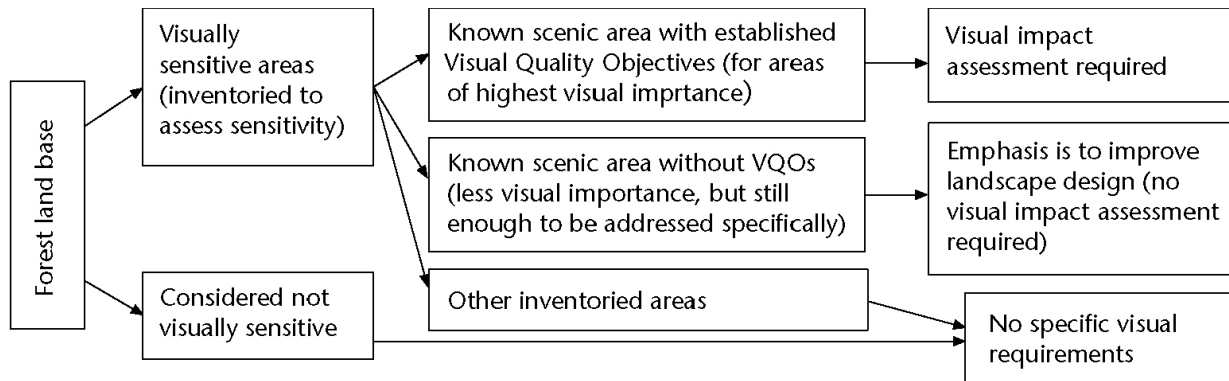 Forest land base
Visually
sensitive areas
(inventoried to
assess sensitivity)
Considered not
visually sensitive
Known scenic area with established
Visual Quality Objectives (for areas
of highest visual imprtance)
Known scenic area without VQOs
(less visual importance, but still
enough to be addressed specifically)
Other inventoried areas
Visual impact
assessment required
Emphasis is to improve
landscape design (no
visual impact assessment
required)
No specific visual
requirements